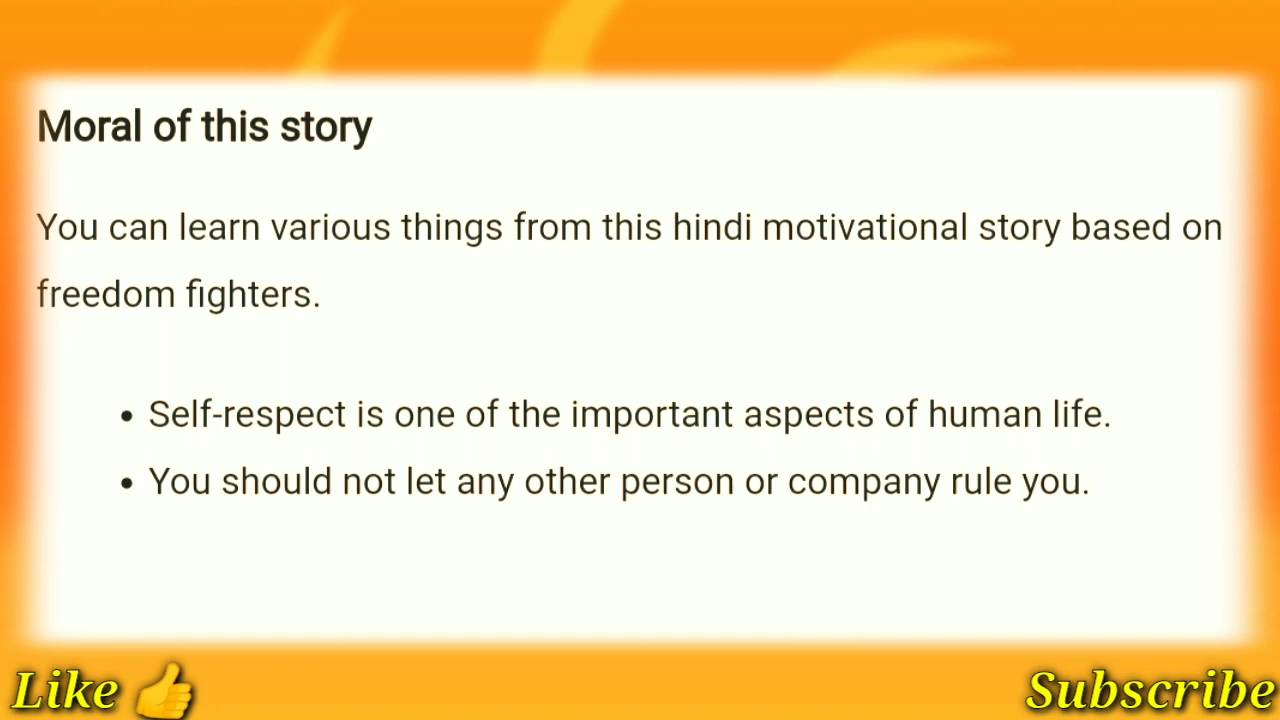 Moral of this story
You can learn various things from this hindi motivational story based on
freedom fighters.
• Self-respect is one of the important aspects of human life.
• You should not let any other person or company rule you.
Like 👍
Subscribe